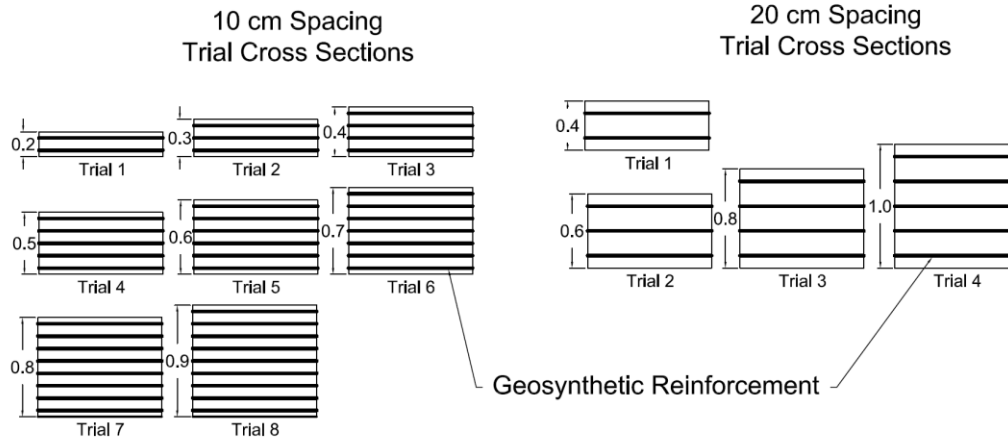 10 cm Spacing
Trial Cross Sections
20 cm Spacing
Trial Cross Sections
0.2
Trial 1
0.3
Trial 2
0.4
Trial 3
0.4
Trial 1
0.5
Trial 4
0.6
Trial 5
0.7
Trial 6
0.6
Trial 2
0.8
Trial 3
1.0
Trial 4
0.8
Trial 7
0.9
Trial 8
Geosynthetic Reinforcement